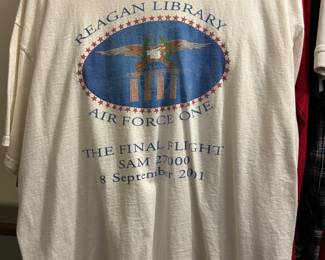 REAGAN LIBRARY
AIR FORCE ONE
THE FINAL FLIGHT
SAM 27000
8 September 2001